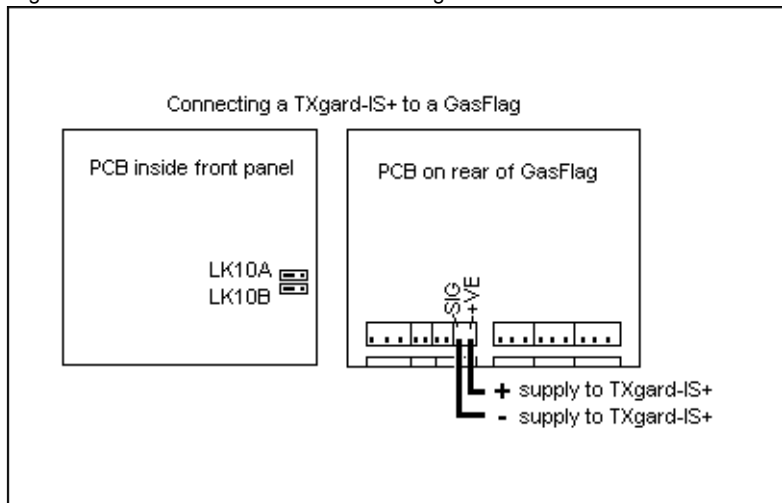 Connecting a TXgard-IS+ to a GasFlag
PCB inside front panel
LK10A
LK10B
PCB on rear of GasFlag
SIG
+VE
+ supply to TXgard-IS+
- supply to TXgard-IS+